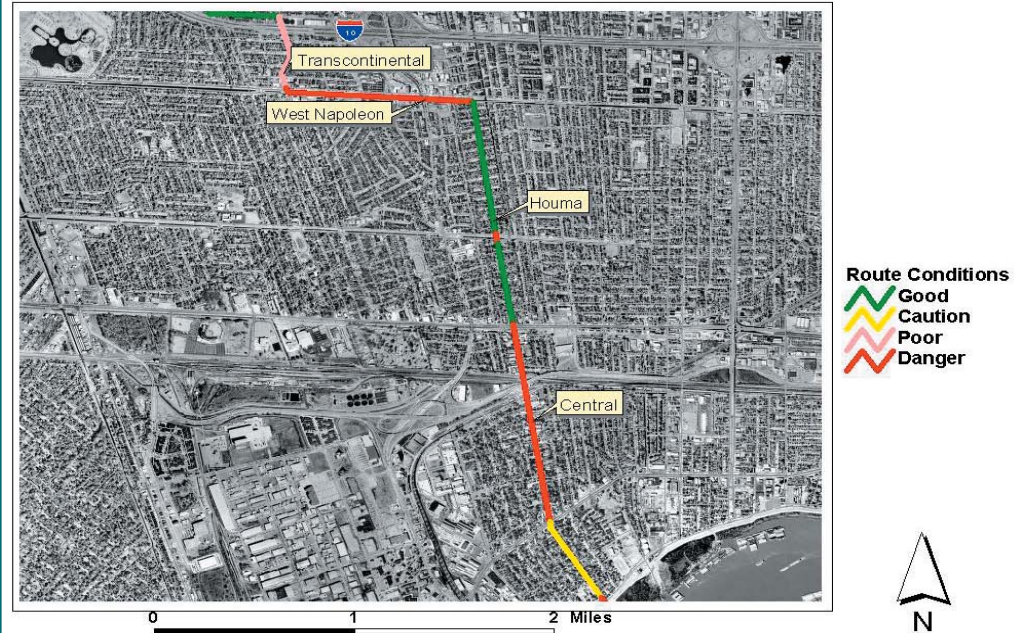 10
Transcontinental
West Napoleon
Houma
Central
Route Conditions
Good
Caution
Poor
Danger
0 1 2 Miles
N